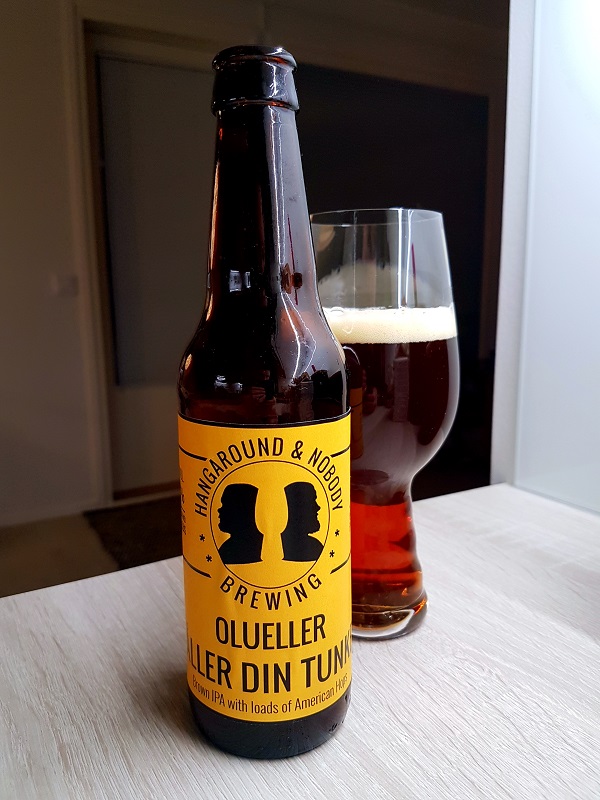 HANGAROUND & NOBODY
BREWING
OLUELLER
LLER DIN TUNK
Brown IPA with loads of American Hops